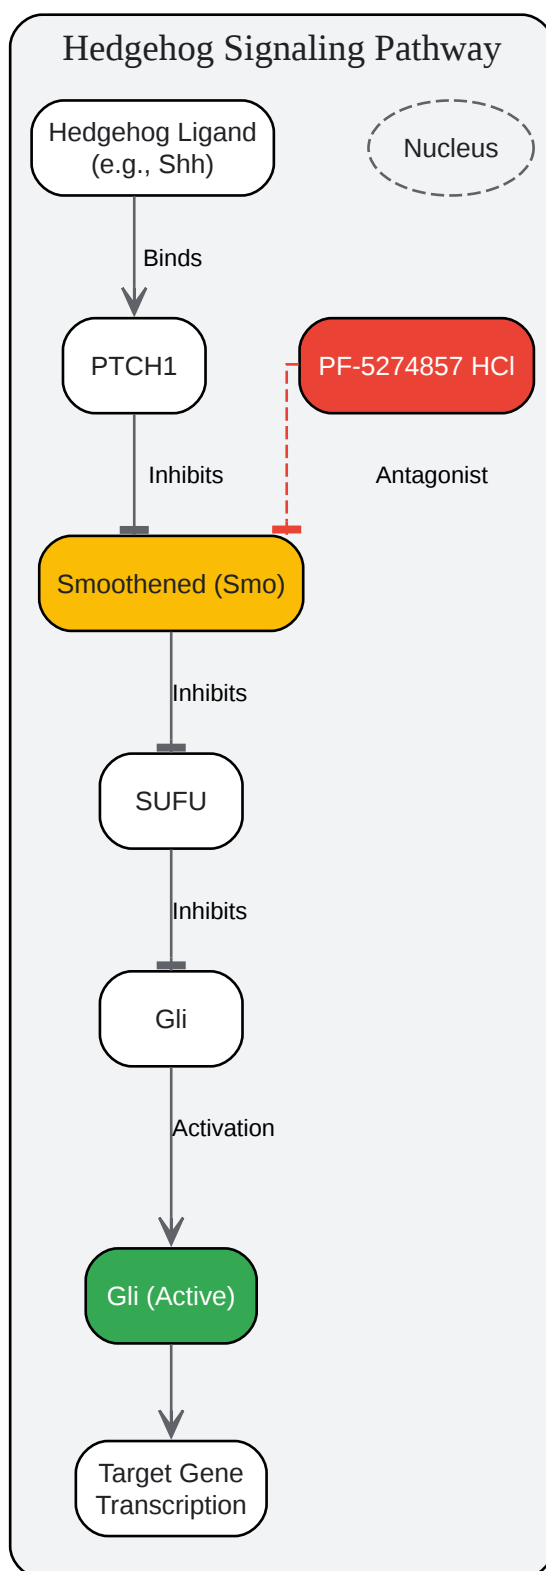 Hedgehog Signaling Pathway
Hedgehog Ligand
(e.g., Shh)
Nucleus
Binds
PTCH1
PF-5274857 HCl
Inhibits
Antagonist
Smoothened (Smo)
Inhibits
SUFU
Inhibits
Gli
Activation
Gli (Active)
Target Gene
Transcription